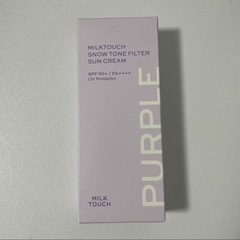 MILKTOUCH
SNOW TONE FILTER
SUN CREAM
SPF 50+ / PA++++
UV Protector
PURPLE
MILK
TOUCH